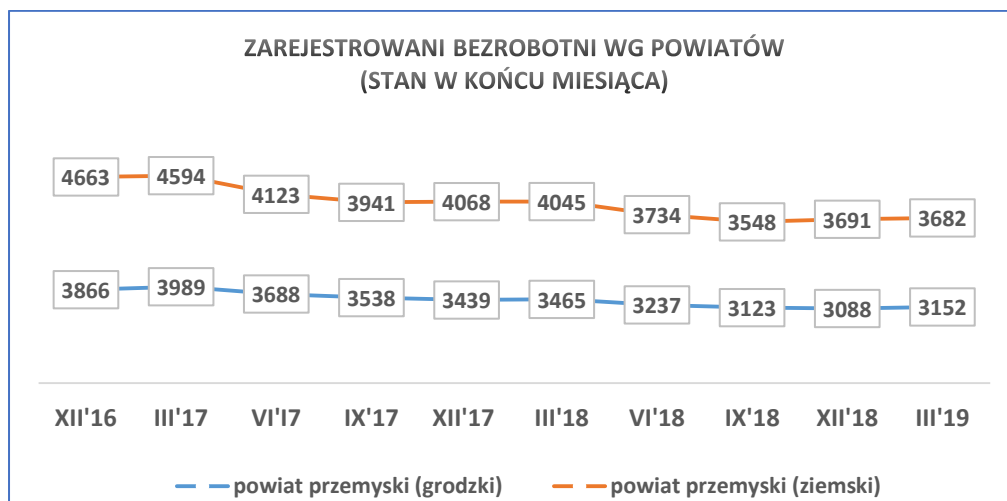 ZAREJESTROWANI BEZROBOTNI WG POWIATÓW
(STAN W KOŃCU MIESIĄCA)
4663 4594 4123 3941 4068 4045 3734 3548 3691 3682
3866 3989 3688 3538 3439 3465 3237 3123 3088 3152
XII'16 III'17 VI'I7 IX'17 XII'17 III'18 VI'18 IX'18 XII'18 III'19
powiat przemyski (grodzki) powiat przemyski (ziemski)